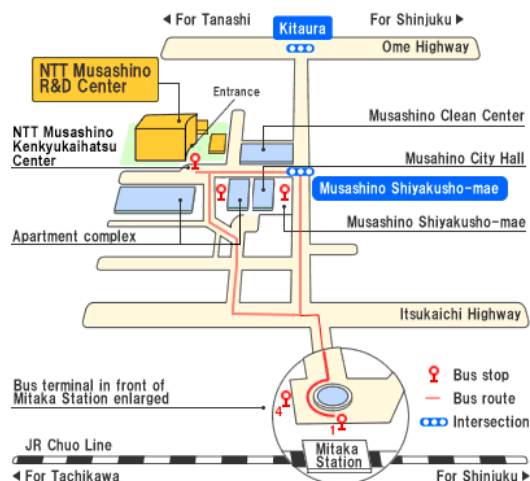 ◀ For Tanashi
Kitaura
For Shinjuku ▶
Ome Highway
NTT Musashino
R&D Center
Entrance
Musashino Clean Center
NTT Musashino
Kenkyukaihatsu
Center
Musahino City Hall
Musashino Shiyakusho-mae
Musashino Shiyakusho-mae
Apartment complex
Itsukaichi Highway
Bus terminal in front of
Mitaka Station enlarged
4
1
Bus stop
Bus route
Intersection
JR Chuo Line
Mitaka
Station
◀ For Tachikawa
For Shinjuku ▶